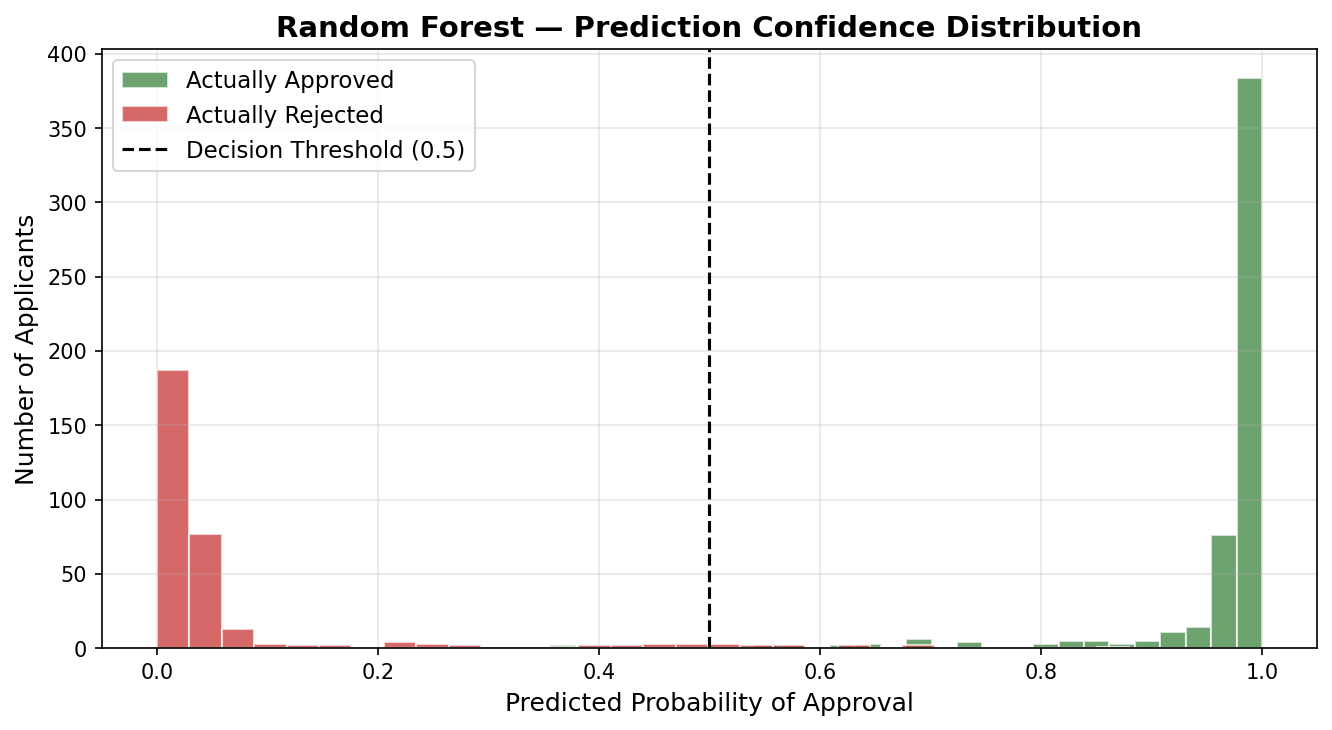 Random Forest — Prediction Confidence Distribution
Actually Approved
Actually Rejected
Decision Threshold (0.5)
Number of Applicants
400
350
300
250
200
150
100
50
0
0.0 0.2 0.4 0.6 0.8 1.0
Predicted Probability of Approval